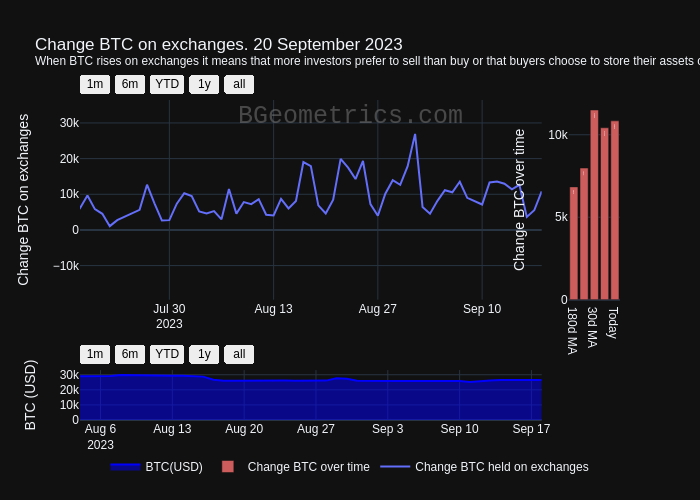 Change BTC on exchanges. 20 September 2023
When BTC rises on exchanges it means that more investors prefer to sell than buy or that buyers choose to store their assets
1m 6m YTD 1y all
BGeometrics.com
Change BTC on exchanges
30k
20k
10k
0
−10k
Jul 30
2023
Aug 13
Aug 27
Sep 10
Change BTC over time
10k
5k
0
180d MA
30d MA
Today
1m 6m YTD 1y all
BTC (USD)
30k
20k
10k
0
Aug 6
2023
Aug 13
Aug 20
Aug 27
Sep 3
Sep 10
Sep 17
BTC(USD) Change BTC over time Change BTC held on exchanges